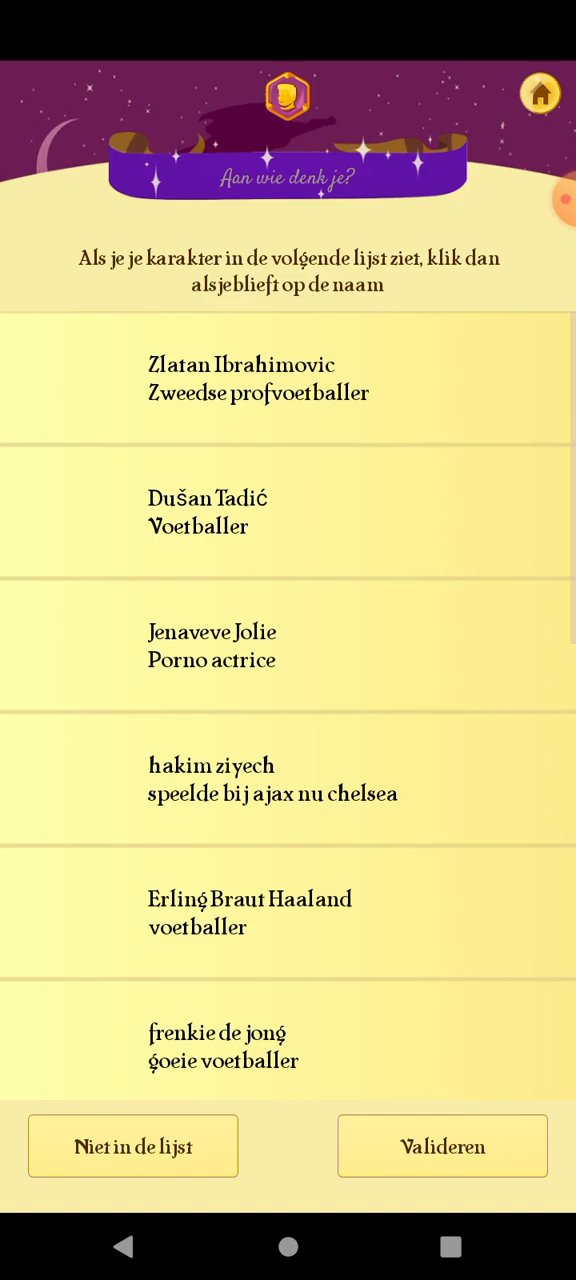 Aan wie denk je?
Als je je karakter in de volgende lijst ziet, klik dan
alsjeblieft op de naam
Zlatan Ibrahimovic
Zweedse profvoetballer
Dušan Tadić
Voetballer
Jenaveve Jolie
Porno actrice
hakim ziyech
speelde bij ajax nu chelsea
Erling Braut Haaland
voetballer
frenkie de jong
goeie voetballer
Niet in de lijst
Valideren